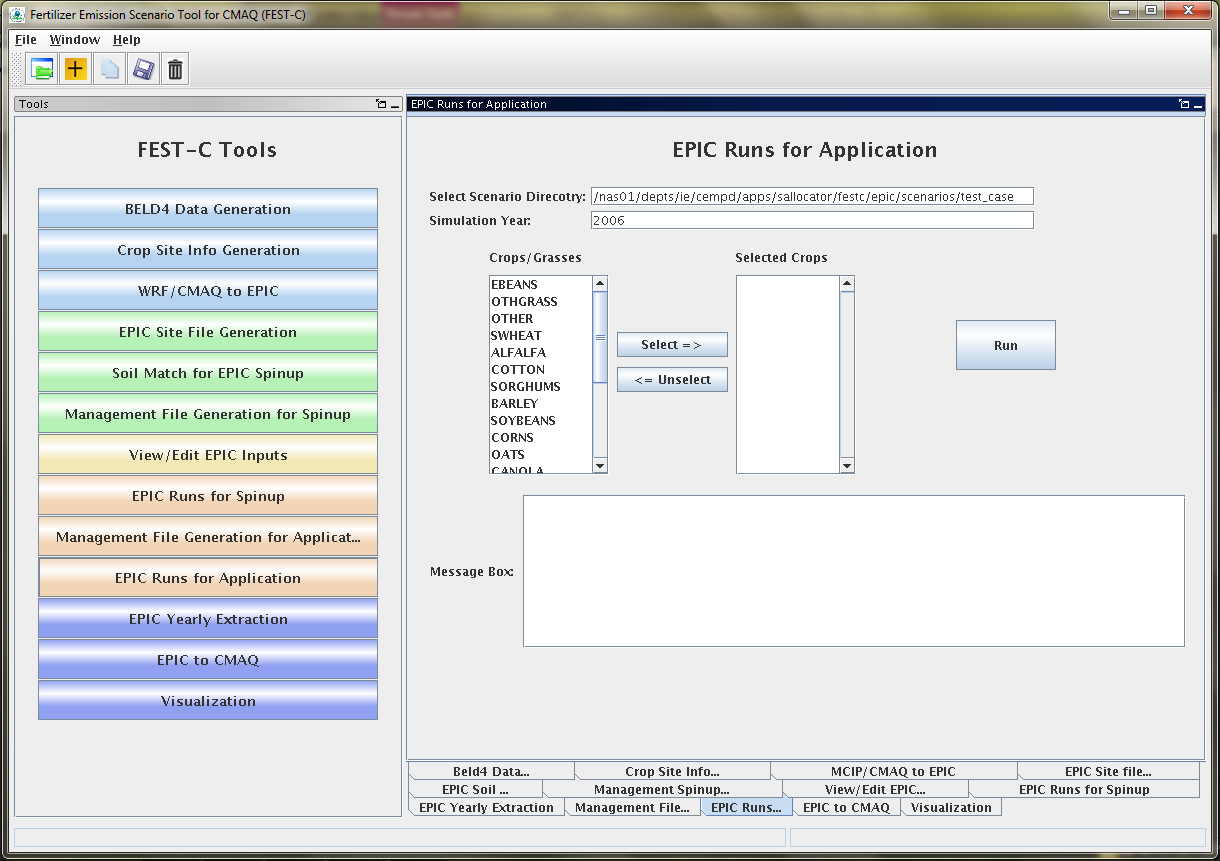 Fertilizer Emission Scenario Tool for CMAQ (FEST-C)
File Window Help
Tools
FEST-C Tools
BELD4 Data Generation
Crop Site Info Generation
WRF/CMAQ to EPIC
EPIC Site File Generation
Soil Match for EPIC Spinup
Management File Generation for Spinup
View/Edit EPIC Inputs
EPIC Runs for Spinup
Management File Generation for Applicat...
EPIC Runs for Application
EPIC Yearly Extraction
EPIC to CMAQ
Visualization
EPIC Runs for Application
EPIC Runs for Application
Select Scenario Direcotry: /nas01/depts/ie/cempd/apps/sallocator/festc/epic/scenarios/test_case
Simulation Year: 2006
Crops/Grasses
EBEANS
OTHGRASS
OTHER
SWHEAT
ALFALFA
COTTON
SORGHUMS
BARLEY
SOYBEANS
CORNS
OATS
CANOLA
Select =>
<= Unselect
Selected Crops
Run
Message Box:
Beld4 Data... Crop Site Info... MCIP/CMAQ to EPIC EPIC Site file...
EPIC Soil ... Management Spinup... View/Edit EPIC... EPIC Runs for Spinup
EPIC Yearly Extraction Management File... EPIC Runs... EPIC to CMAQ Visualization